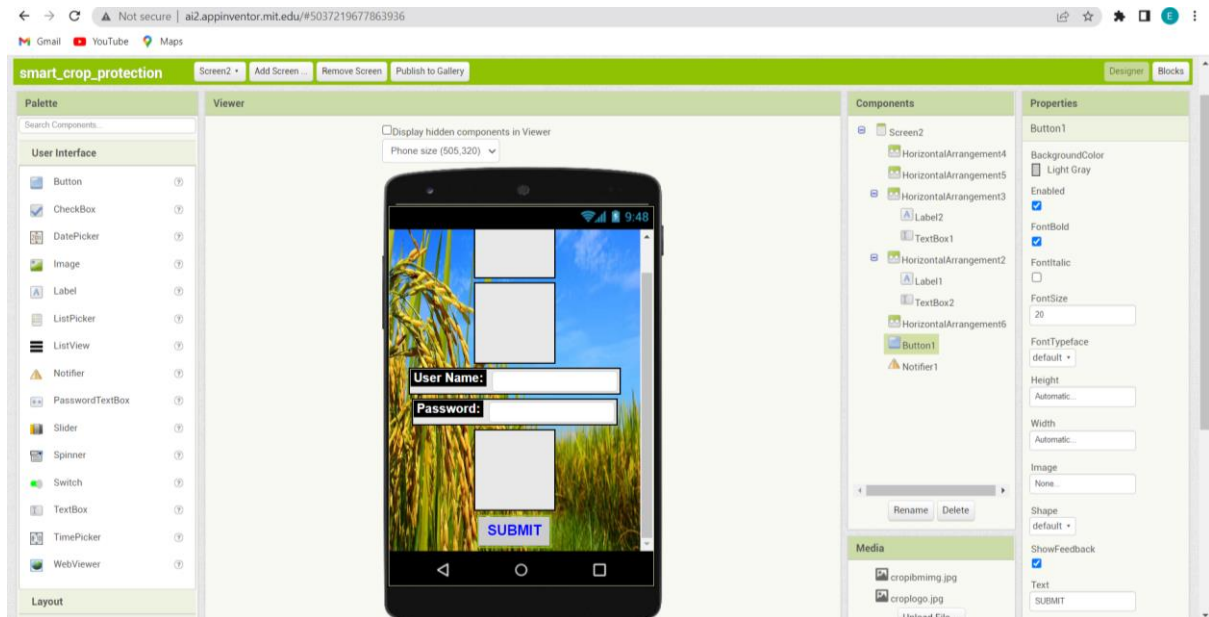 Not secure | ai2.appinventor.mit.edu/#5037219677863936
E
Gmail YouTube Maps
smart_crop_protection Screen2 Add Screen ... Remove Screen Publish to Gallery Designer Blocks
Palette
Search Components...
User Interface
Button
CheckBox
DatePicker
Image
Label
ListPicker
ListView
Notifier
PasswordTextBox
Slider
Spinner
Switch
TextBox
TimePicker
WebViewer
Layout
Viewer
Display hidden components in Viewer
Phone size (505,320)
9:48
User Name:
Password:
SUBMIT
Components
Screen2
HorizontalArrangement4
HorizontalArrangement5
HorizontalArrangement3
Label2
TextBox1
HorizontalArrangement2
Label1
TextBox2
HorizontalArrangement6
Button1
Notifier1
Rename Delete
Media
cropibmimg.jpg
croplogo.jpg
Upload File ...
Properties
Button1
BackgroundColor
Light Gray
Enabled
FontBold
FontItalic
FontSize
20
FontTypeface
default
Height
Automatic...
Width
Automatic...
Image
None...
Shape
default
ShowFeedback
Text
SUBMIT